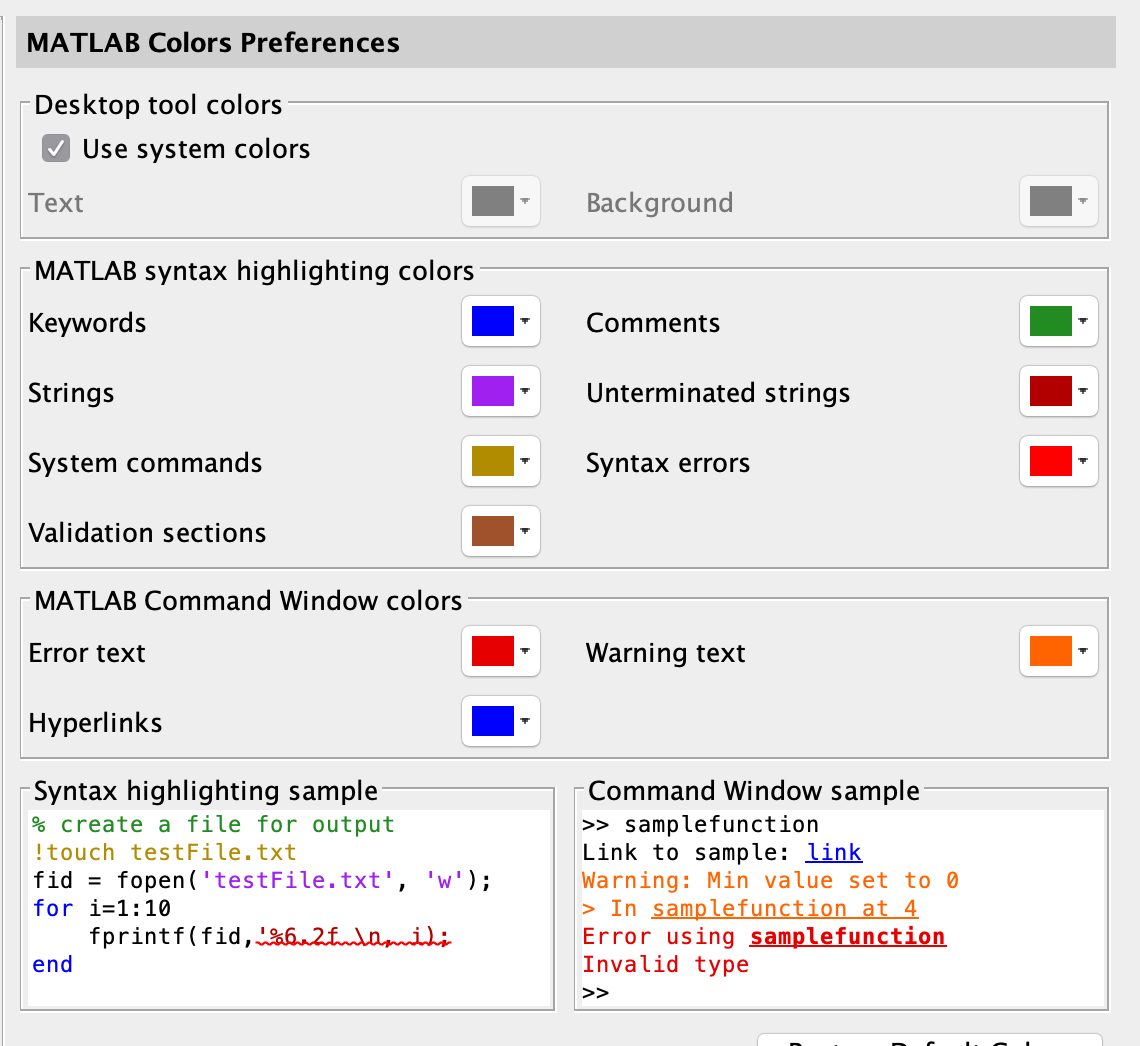 MATLAB Colors Preferences
Desktop tool colors
Use system colors
Text Background
MATLAB syntax highlighting colors
Keywords Comments
Strings Unterminated strings
System commands Syntax errors
Validation sections
MATLAB Command Window colors
Error text Warning text
Hyperlinks
Syntax highlighting sample
% create a file for output
!touch testFile.txt
fid = fopen('testFile.txt', 'w');
for i=1:10
    fprintf(fid,'%6.2f \n, i);
end
Command Window sample
>> samplefunction
Link to sample: link
Warning: Min value set to 0
> In samplefunction at 4
Error using samplefunction
Invalid type
>>